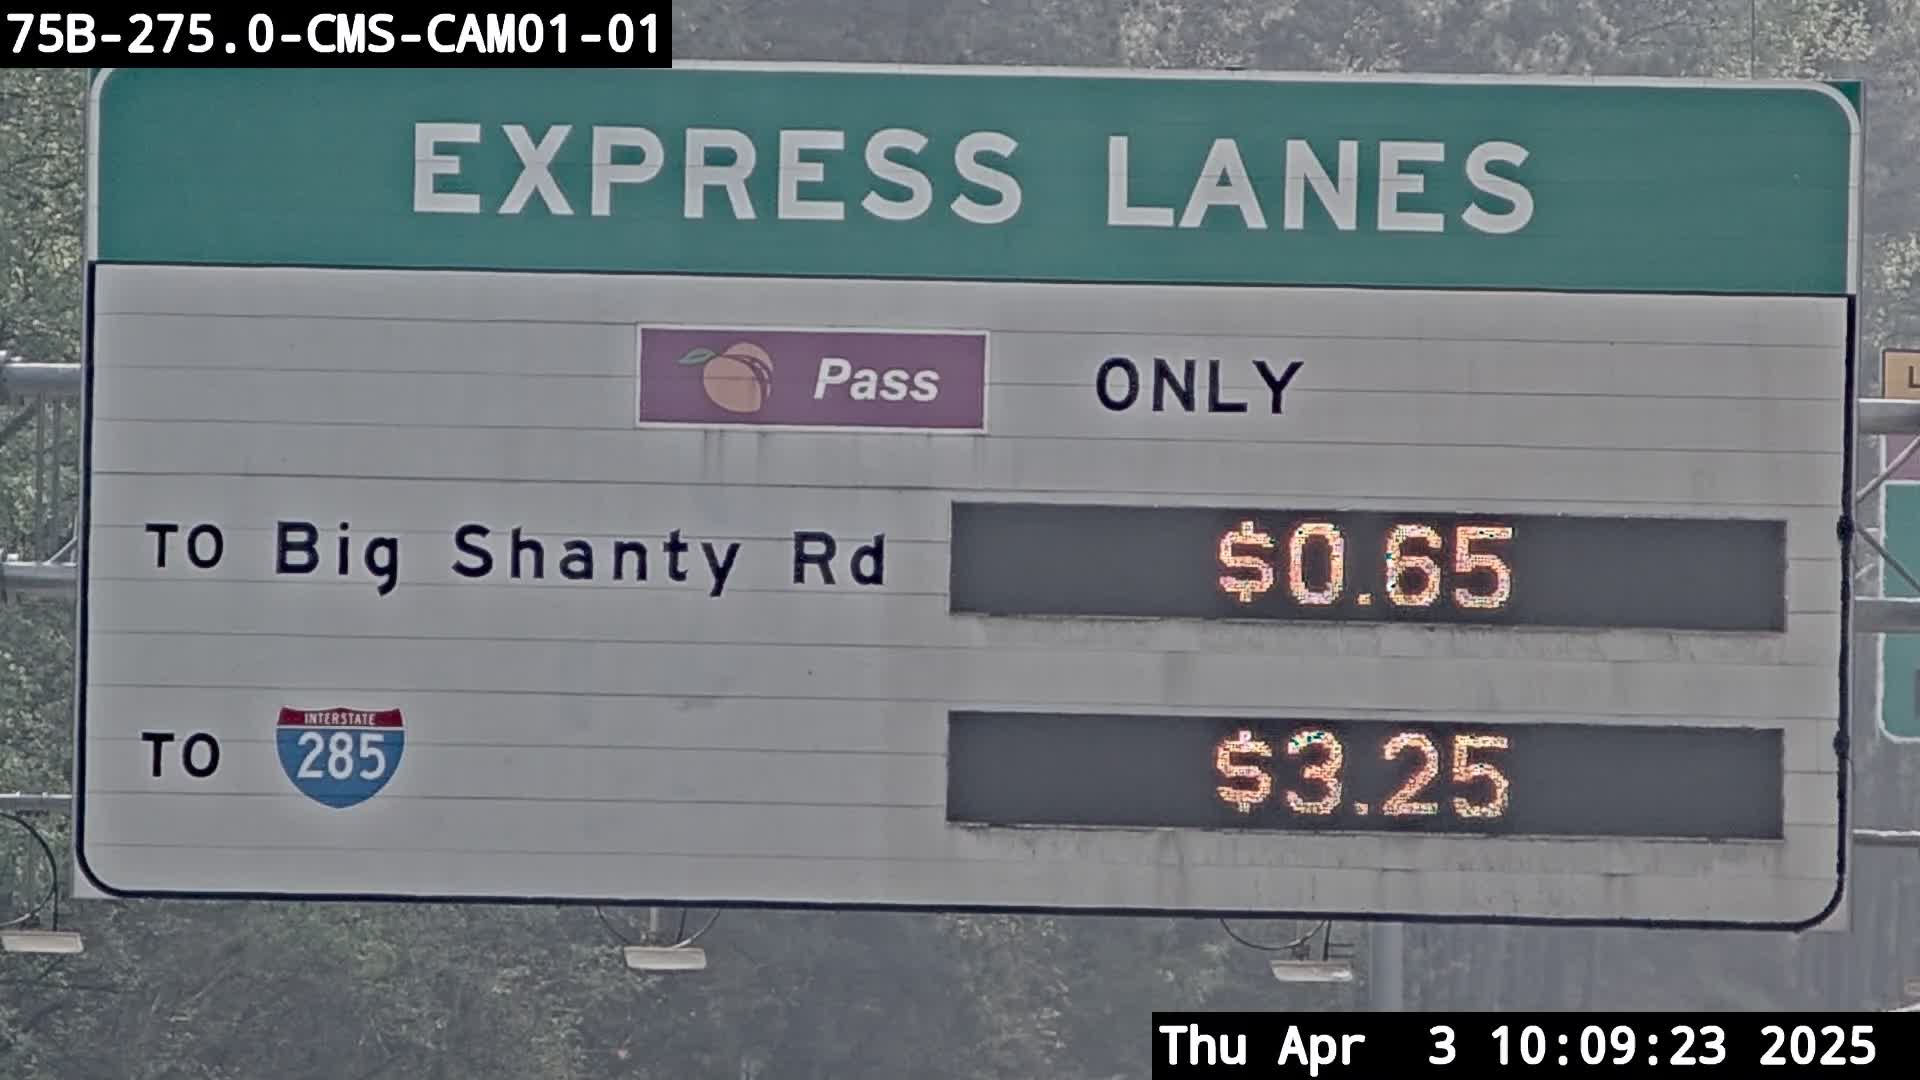 75B-275.0-CMS-CAM01-01
EXPRESS LANES
Pass ONLY
TO Big Shanty Rd $0.65
TO INTERSTATE 285 $3.25
Thu Apr 3 10:09:23 2025